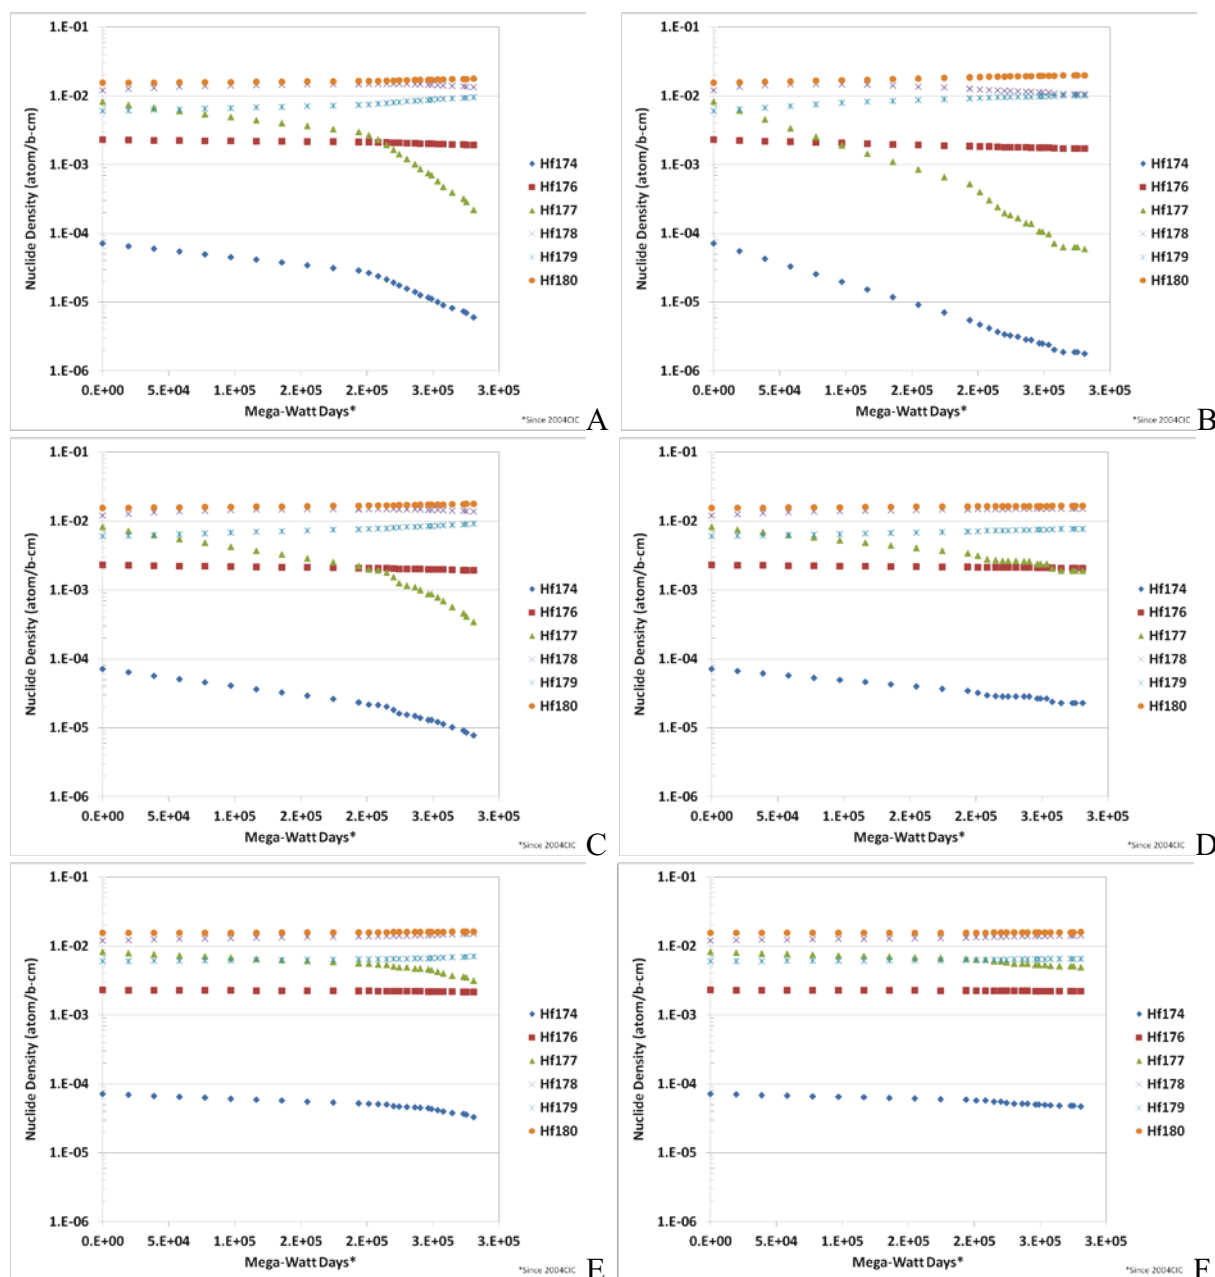 1.E-01
1.E-02
1.E-03
1.E-04
1.E-05
1.E-06
Nuclide Density (atom/b-cm)
0.E+00 5.E+04 1.E+05 2.E+05 2.E+05 3.E+05 3.E+05
Mega-Watt Days*
*Since 2004CIC
Hf174
Hf176
Hf177
Hf178
Hf179
Hf180
A
1.E-01
1.E-02
1.E-03
1.E-04
1.E-05
1.E-06
Nuclide Density (atom/b-cm)
0.E+00 5.E+04 1.E+05 2.E+05 2.E+05 3.E+05 3.E+05
Mega-Watt Days*
*Since 2004CIC
Hf174
Hf176
Hf177
Hf178
Hf179
Hf180
B
1.E-01
1.E-02
1.E-03
1.E-04
1.E-05
1.E-06
Nuclide Density (atom/b-cm)
0.E+00 5.E+04 1.E+05 2.E+05 2.E+05 3.E+05 3.E+05
Mega-Watt Days*
*Since 2004CIC
Hf174
Hf176
Hf177
Hf178
Hf179
Hf180
C
1.E-01
1.E-02
1.E-03
1.E-04
1.E-05
1.E-06
Nuclide Density (atom/b-cm)
0.E+00 5.E+04 1.E+05 2.E+05 2.E+05 3.E+05 3.E+05
Mega-Watt Days*
*Since 2004CIC
Hf174
Hf176
Hf177
Hf178
Hf179
Hf180
D
1.E-01
1.E-02
1.E-03
1.E-04
1.E-05
1.E-06
Nuclide Density (atom/b-cm)
0.E+00 5.E+04 1.E+05 2.E+05 2.E+05 3.E+05 3.E+05
Mega-Watt Days*
*Since 2004CIC
Hf174
Hf176
Hf177
Hf178
Hf179
Hf180
E
1.E-01
1.E-02
1.E-03
1.E-04
1.E-05
1.E-06
Nuclide Density (atom/b-cm)
0.E+00 5.E+04 1.E+05 2.E+05 2.E+05 3.E+05 3.E+05
Mega-Watt Days*
*Since 2004CIC
Hf174
Hf176
Hf177
Hf178
Hf179
Hf180
F